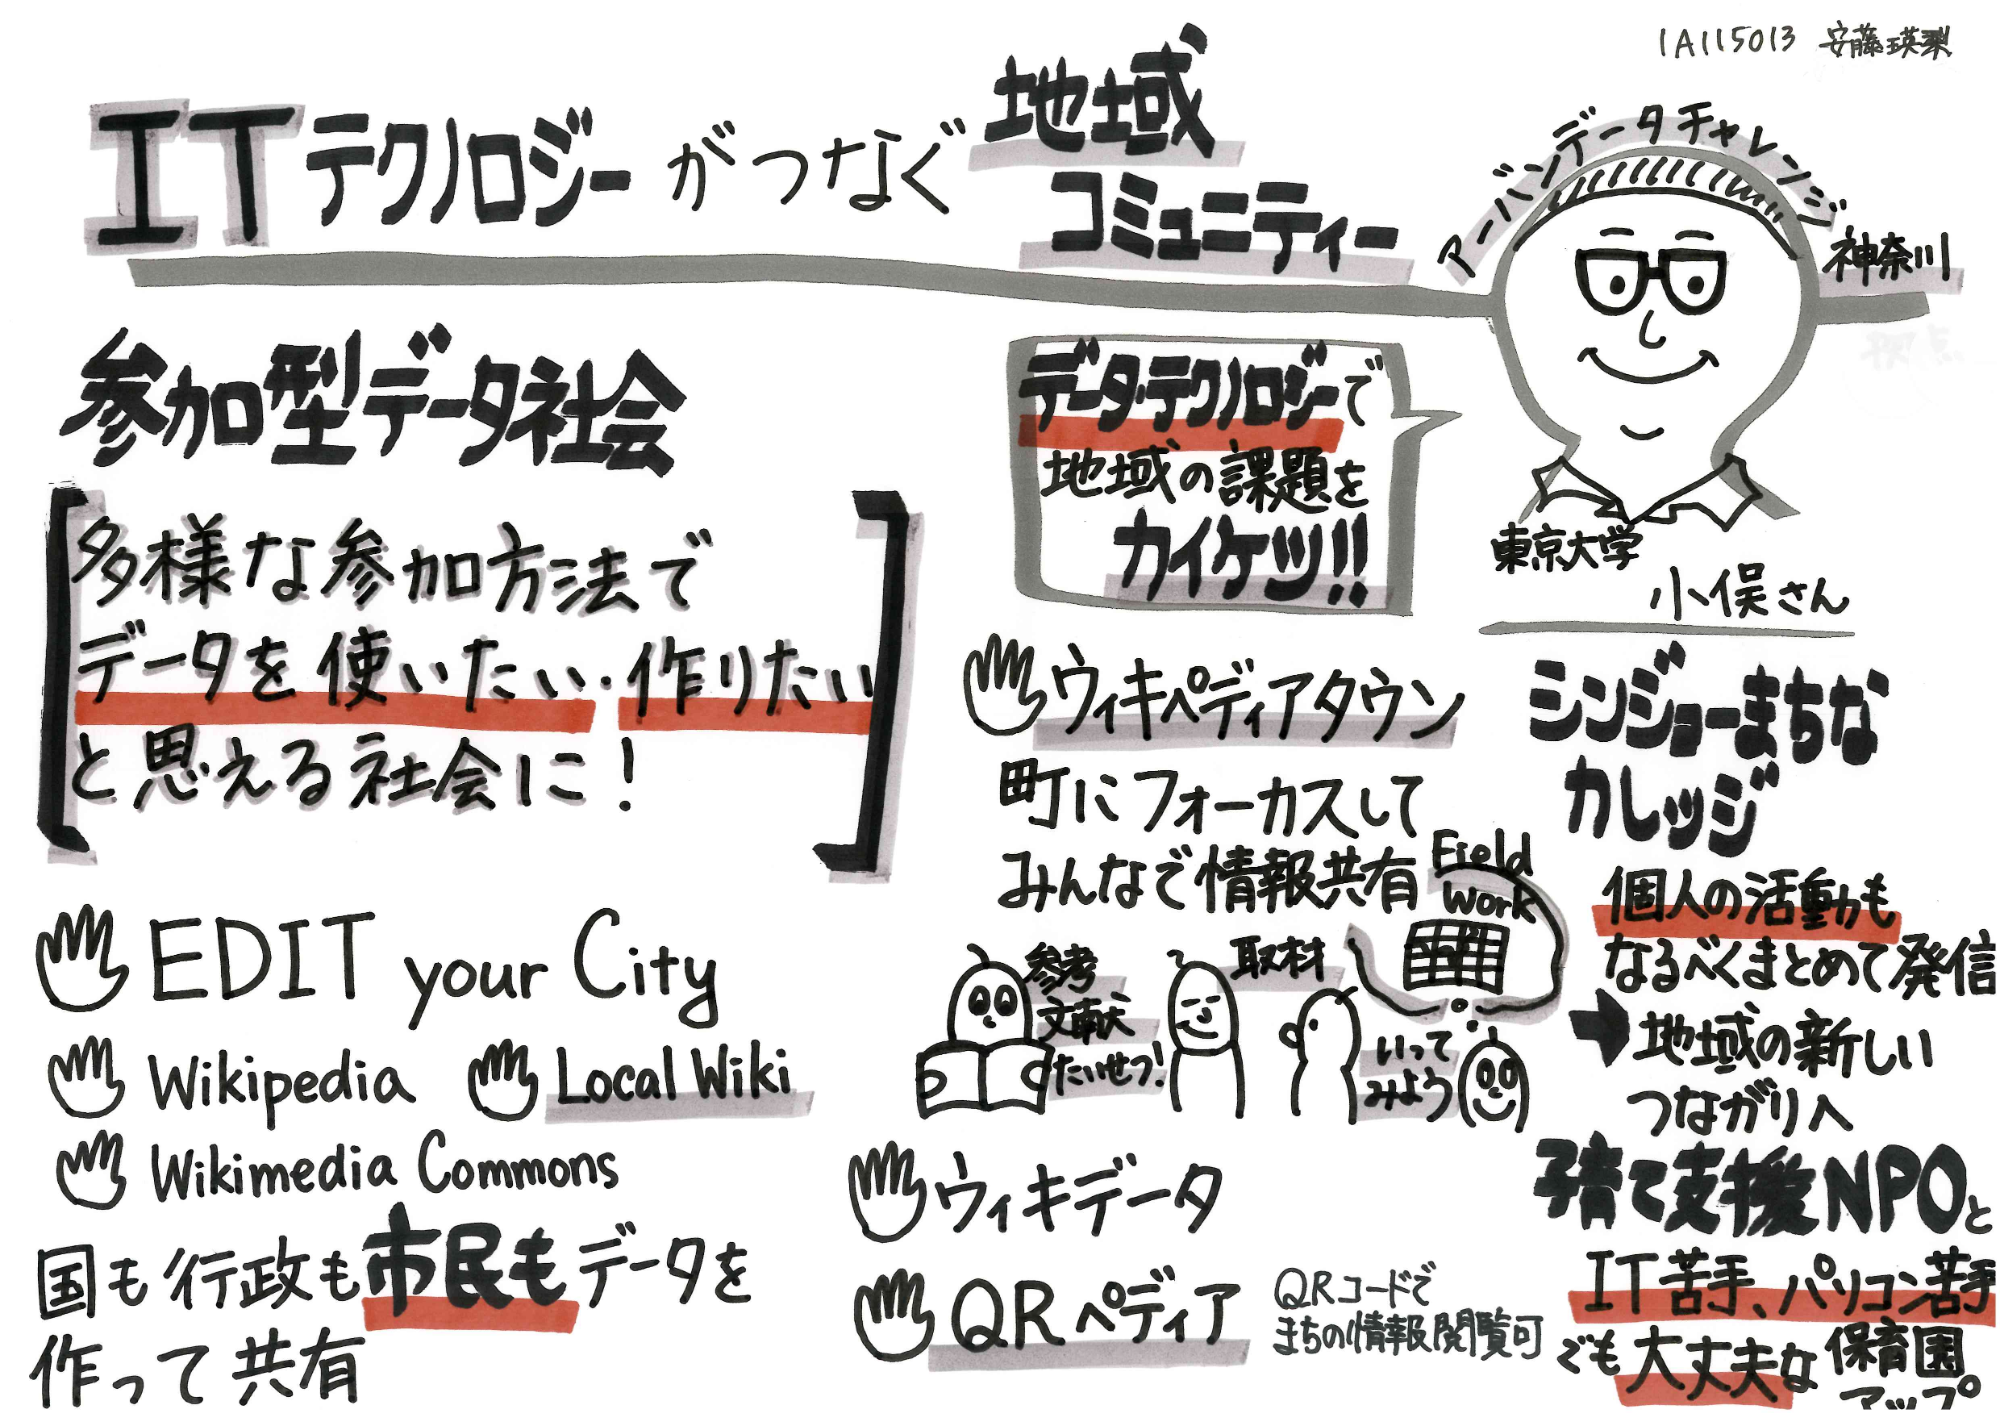 1A115013 安藤瑛梨
ITテクノロジーがつなぐ
地域
コミュニティー
アーバンデータチャレンジ
神奈川
参加型データ社会
多様な参加方法で
データを使いたい・作りたい
と思える社会に!
EDIT your City
Wikipedia
Local Wiki
Wikimedia Commons
国も行政も市民もデータを
作って共有
データ・テクノロジーで
地域の課題を
カイケツ!!
東京大学
小俣さん
ウィキペディアタウン
町にフォーカスして
みんなで情報共有
Field
Work
参考
文献
たいせつ!
取材
いって
みよう
ウィキデータ
QRペディア
QRコードで
まちの情報閲覧可
シンジョーまちな
カレッジ
個人の活動も
なるべくまとめて発信
➡地域の新しい
つながりへ
子育て支援NPOと
IT苦手、パソコン苦手
でも大丈夫な保育園
マップ